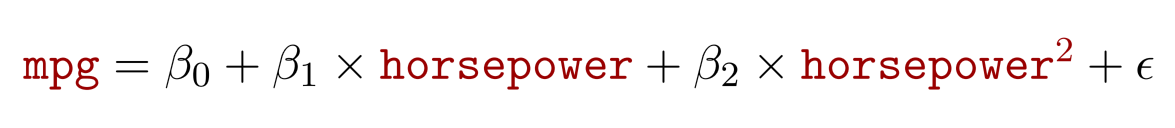 mpg = β₀ + β₁ × horsepower + β₂ × horsepower² + ϵ